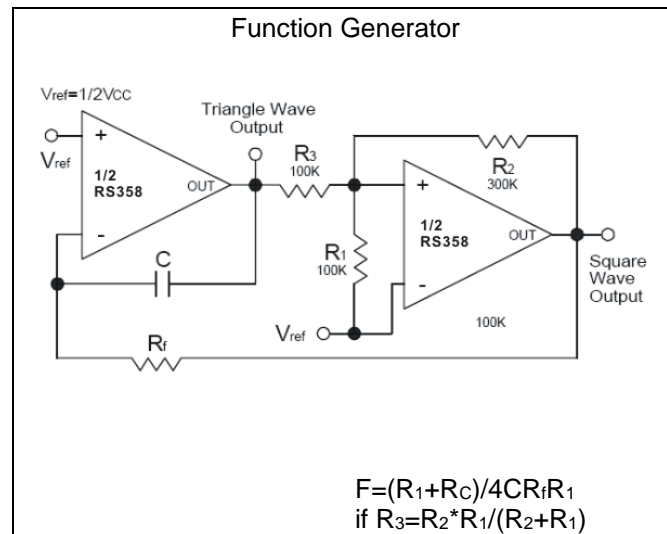 Function Generator
Vref=1/2VCC
Triangle Wave
Output
Vref
+
-
1/2
RS358
OUT
R3
100K
R2
300K
+
-
1/2
RS358
OUT
R1
100K
C
Square
Wave
Output
Vref
100K
Rf
F=(R1+RC)/4CRfR1
if R3=R2*R1/(R2+R1)